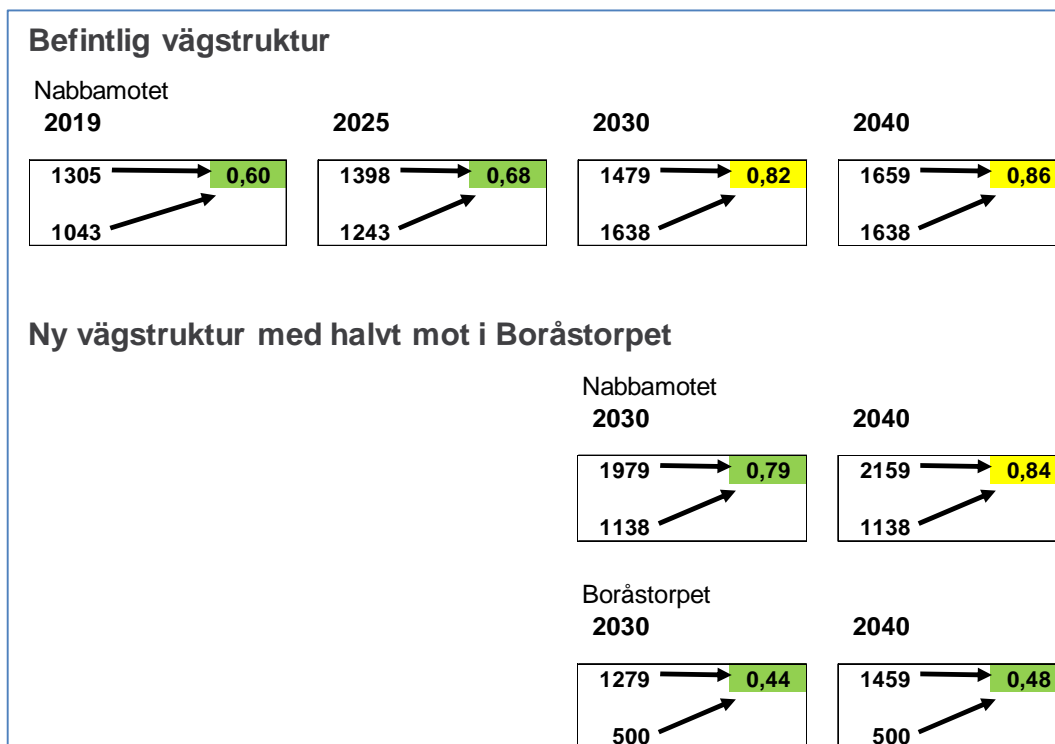 Befintlig vägstruktur
Nabbamotet
2019 2025 2030 2040
1305 0,60 1398 0,68 1479 0,82 1659 0,86
1043 1243 1638 1638
Ny vägstruktur med halvt mot i Boråstorpet
Nabbamotet
2030 2040
1979 0,79 2159 0,84
1138 1138
Boråstorpet
2030 2040
1279 0,44 1459 0,48
500 500